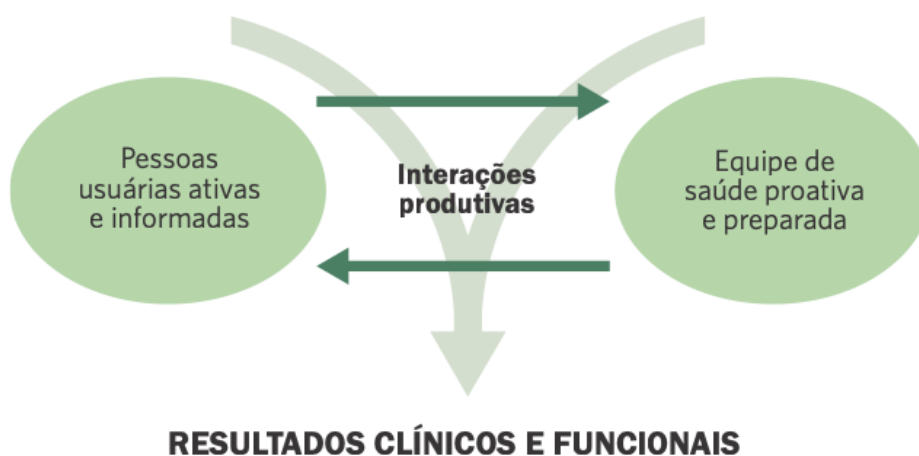 Pessoas
usuárias ativas
e informadas
Interações
produtivas
Equipe de
saúde proativa
e preparada
RESULTADOS CLÍNICOS E FUNCIONAIS